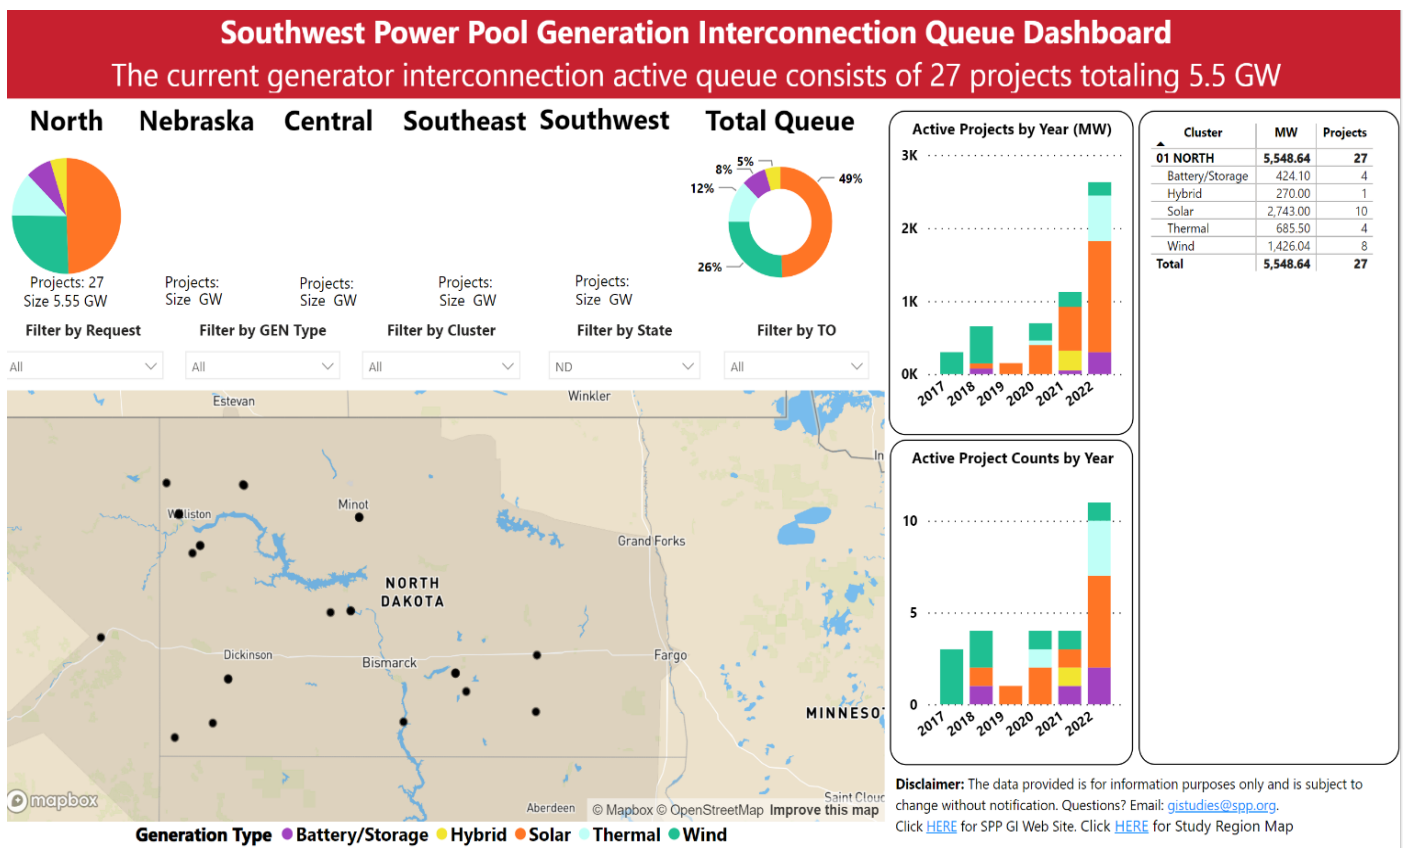 Southwest Power Pool Generation Interconnection Queue Dashboard
The current generator interconnection active queue consists of 27 projects totaling 5.5 GW
North Nebraska Central Southeast Southwest Total Queue
5%
8%
49%
12%
26%
Projects: 27
Size 5.55 GW
Projects:
Size GW
Projects:
Size GW
Projects:
Size GW
Projects:
Size GW
Filter by Request Filter by GEN Type Filter by Cluster Filter by State Filter by TO
All All All ND All
Estevan
Winkler
In
Minot
Williston
Grand Forks
NORTH
DAKOTA
Dickinson
Bismarck
Fargo
MINNESO
Saint Cloud
Aberdeen
mapbox
© Mapbox © OpenStreetMap Improve this map
Generation Type Battery/Storage Hybrid Solar Thermal Wind
Active Projects by Year (MW)
3K
2K
1K
0K
2017 2018 2019 2020 2021 2022
Active Project Counts by Year
10
5
0
2017 2018 2019 2020 2021 2022
Cluster MW Projects
01 NORTH 5,548.64 27
Battery/Storage 424.10 4
Hybrid 270.00 1
Solar 2,743.00 10
Thermal 685.50 4
Wind 1,426.04 8
Total 5,548.64 27
Disclaimer: The data provided is for information purposes only and is subject to
change without notification. Questions? Email: gistudies@spp.org.
Click HERE for SPP GI Web Site. Click HERE for Study Region Map